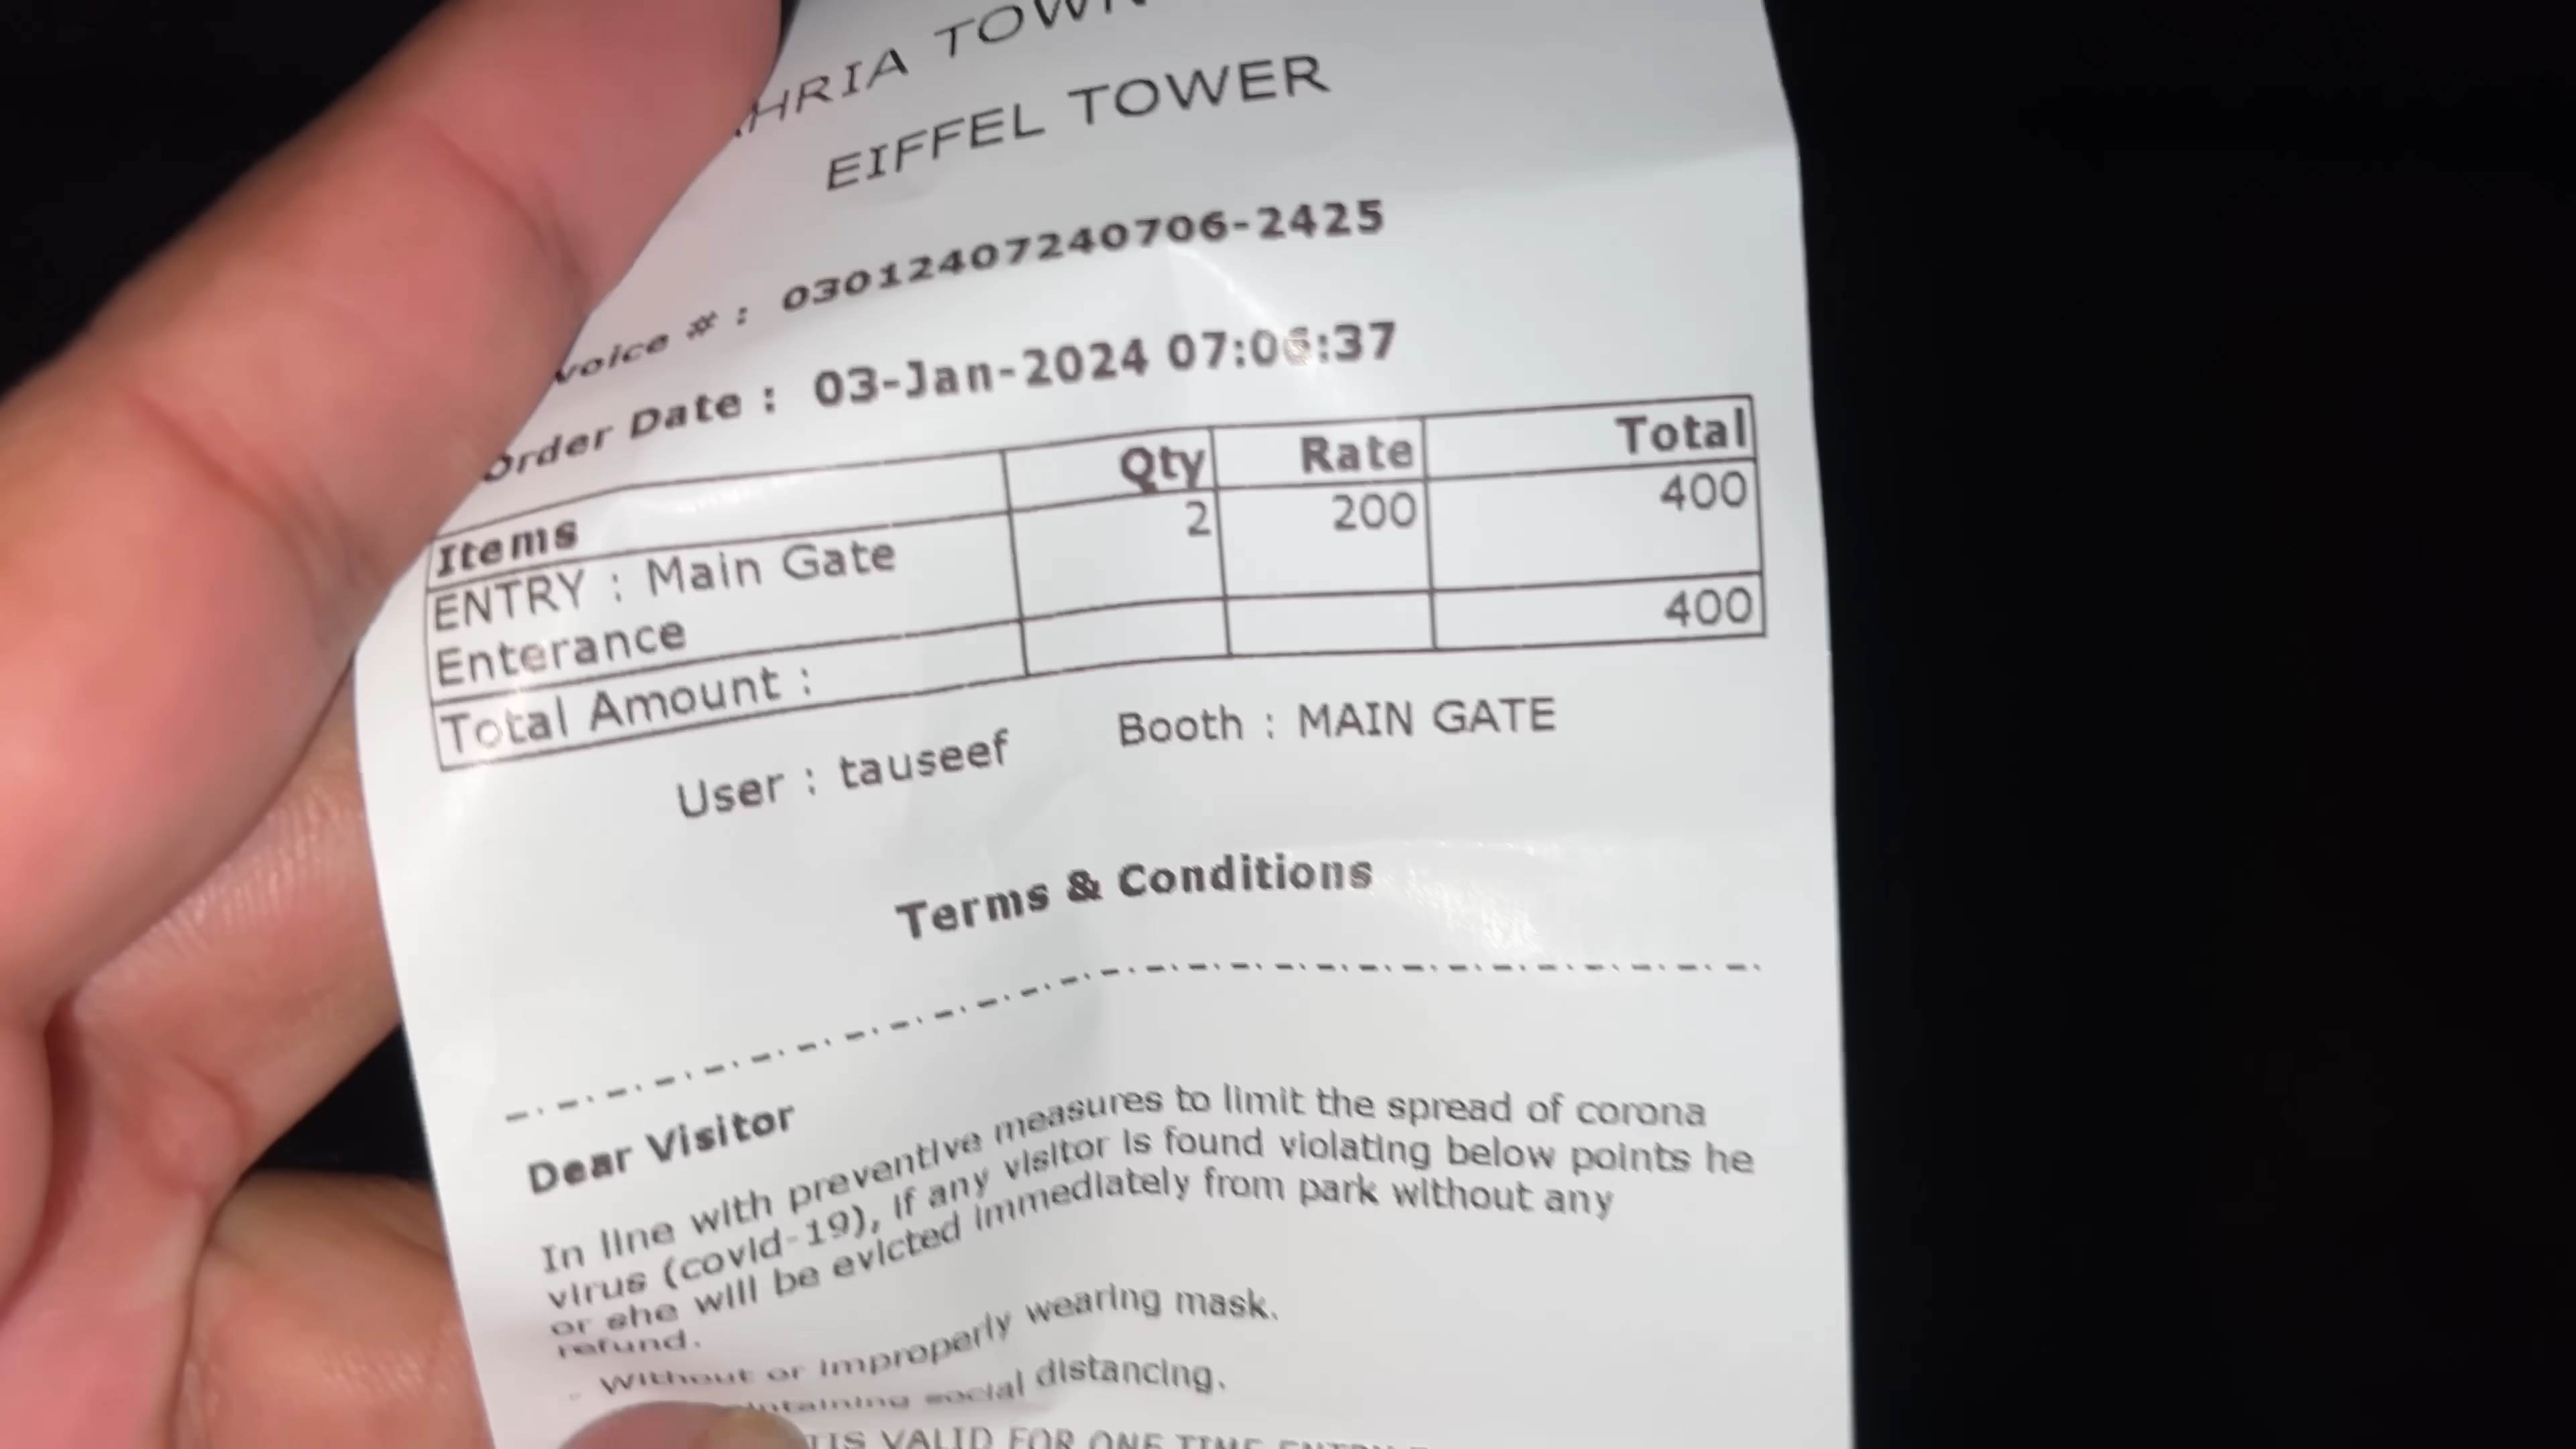 HRIA TOWN
EIFFEL TOWER
voice # : 03012407240706-2425
Order Date : 03-Jan-2024 07:06:37
Items Qty Rate Total
ENTRY : Main Gate Enterance 2 200 400
Total Amount : 400
User : tauseef Booth : MAIN GATE
Terms & Conditions
Dear Visitor
In line with preventive measures to limit the spread of corona
virus (covid-19), if any visitor is found violating below points he
or she will be evicted immediately from park without any
refund.
- Without or improperly wearing mask.
social distancing.
IS VALID FOR ONE TIME